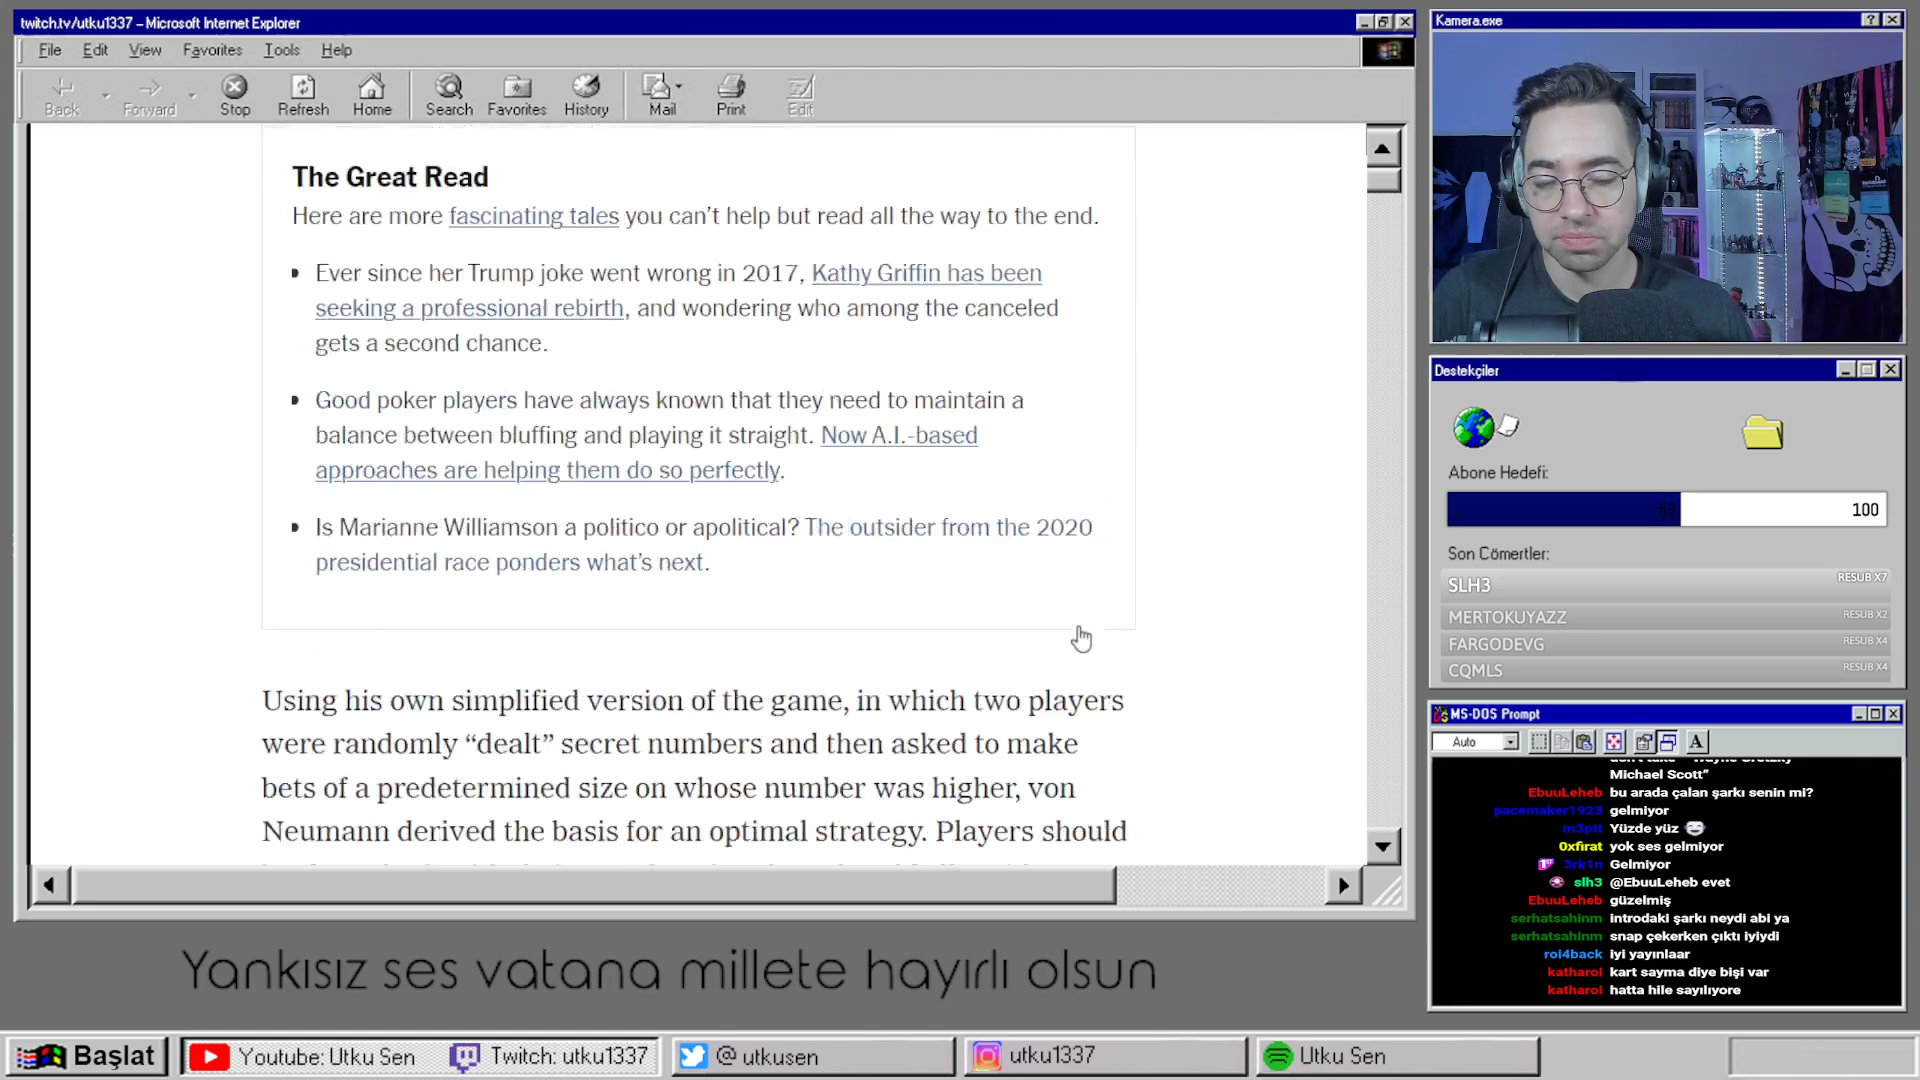 twitch.tv/utku1337 – Microsoft Internet Explorer
File Edit View Favorites Tools Help
Back Forward Stop Refresh Home Search Favorites History Mail Print Edit
The Great Read
Here are more fascinating tales you can't help but read all the way to the end.
Ever since her Trump joke went wrong in 2017, Kathy Griffin has been
seeking a professional rebirth, and wondering who among the canceled
gets a second chance.
Good poker players have always known that they need to maintain a
balance between bluffing and playing it straight. Now A.I.-based
approaches are helping them do so perfectly.
Is Marianne Williamson a politico or apolitical? The outsider from the 2020
presidential race ponders what's next.
Using his own simplified version of the game, in which two players
were randomly “dealt” secret numbers and then asked to make
bets of a predetermined size on whose number was higher, von
Neumann derived the basis for an optimal strategy. Players should
Yankısız ses vatana millete hayırlı olsun
Kamera.exe
Destekçiler
Abone Hedefi:
53 100
Son Cömertler:
SLH3 RESUB X7
MERTOKUYAZZ RESUB X2
FARGODEVG RESUB X4
CQMLS RESUB X4
MS-DOS Prompt
Auto
A
don't take - Wayne Gretzky
Michael Scott”
EbuuLeheb bu arada çalan şarkı senin mi?
pacemaker1923 gelmiyor
m3ptl Yüzde yüz
0xfirat yok ses gelmiyor
3rk1n Gelmiyor
slh3 @EbuuLeheb evet
EbuuLeheb güzelmiş
serhatsahinm introdaki şarkı neydi abi ya
serhatsahinm snap çekerken çıktı iyiydi
roi4back iyi yayınlaar
katharol kart sayma diye bişi var
katharol hatta hile sayılıyore
Başlat Youtube: Utku Sen Twitch: utku1337 @utkusen utku1337 Utku Sen